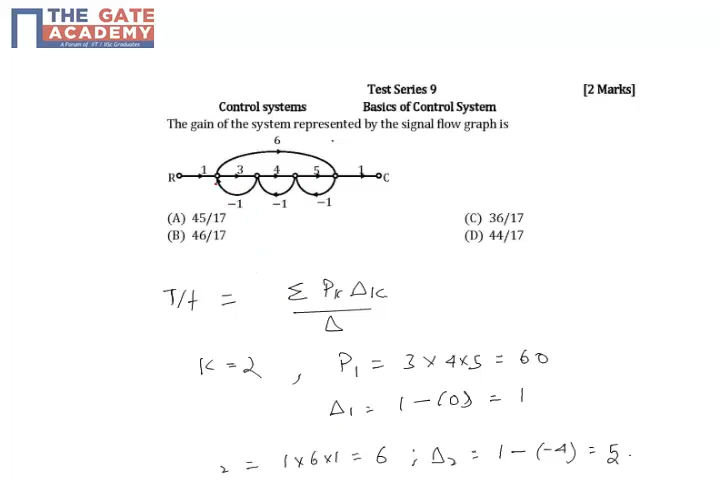 THE GATE
ACADEMY
A Forum of IIT / IISc Graduates
Test Series 9 [2 Marks]
Control systems Basics of Control System
The gain of the system represented by the signal flow graph is
6
R 1 3 4 5 1 C
−1 −1 −1
(A) 45/17 (C) 36/17
(B) 46/17 (D) 44/17
T/f = Σ PK ΔK / Δ
K = 2 , P1 = 3 × 4 × 5 = 60
Δ1 = 1 − (0) = 1
2 = 1 × 6 × 1 = 6 ; Δ2 = 1 − (−4) = 5.